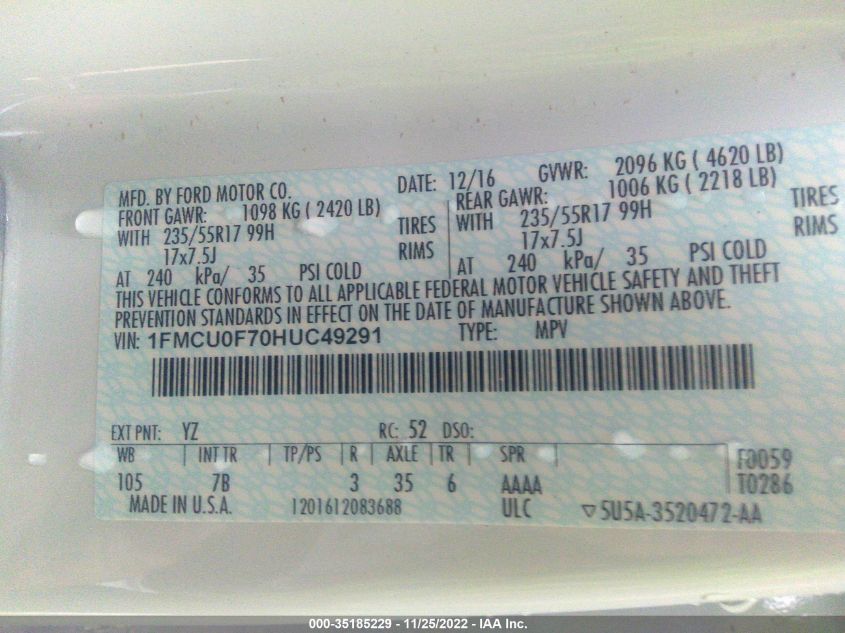 MFD. BY FORD MOTOR CO. DATE: 12/16 GVWR: 2096 KG ( 4620 LB)
FRONT GAWR: 1098 KG ( 2420 LB) REAR GAWR: 1006 KG ( 2218 LB)
WITH 235/55R17 99H TIRES WITH 235/55R17 99H TIRES
17x7.5J RIMS 17x7.5J RIMS
AT 240 kPa/ 35 PSI COLD AT 240 kPa/ 35 PSI COLD
THIS VEHICLE CONFORMS TO ALL APPLICABLE FEDERAL MOTOR VEHICLE SAFETY AND THEFT
PREVENTION STANDARDS IN EFFECT ON THE DATE OF MANUFACTURE SHOWN ABOVE.
VIN: 1FMCU0F70HUC49291 TYPE: MPV
EXT PNT: YZ RC: 52 DSO:
WB INT TR TP/PS R AXLE TR SPR F0059
105 7B 3 35 6 AAAA T0286
MADE IN U.S.A. 1201612083688 ULC ▽5U5A-3520472-AA
000-35185229 - 11/25/2022 - IAA Inc.